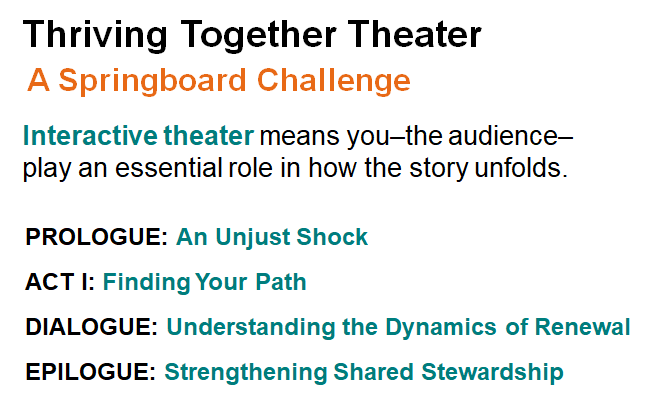 Thriving Together Theater
A Springboard Challenge
Interactive theater means you–the audience–
play an essential role in how the story unfolds.
PROLOGUE: An Unjust Shock
ACT I: Finding Your Path
DIALOGUE: Understanding the Dynamics of Renewal
EPILOGUE: Strengthening Shared Stewardship